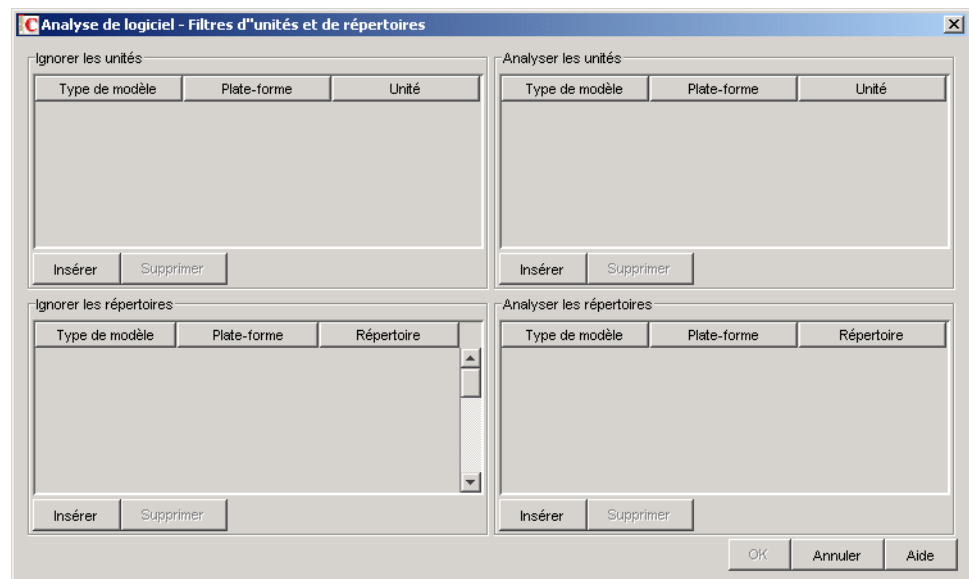 Analyse de logiciel - Filtres d"unités et de répertoires
Ignorer les unités
Type de modèle Plate-forme Unité
Insérer Supprimer
Analyser les unités
Type de modèle Plate-forme Unité
Insérer Supprimer
Ignorer les répertoires
Type de modèle Plate-forme Répertoire
Insérer Supprimer
Analyser les répertoires
Type de modèle Plate-forme Répertoire
Insérer Supprimer
OK Annuler Aide